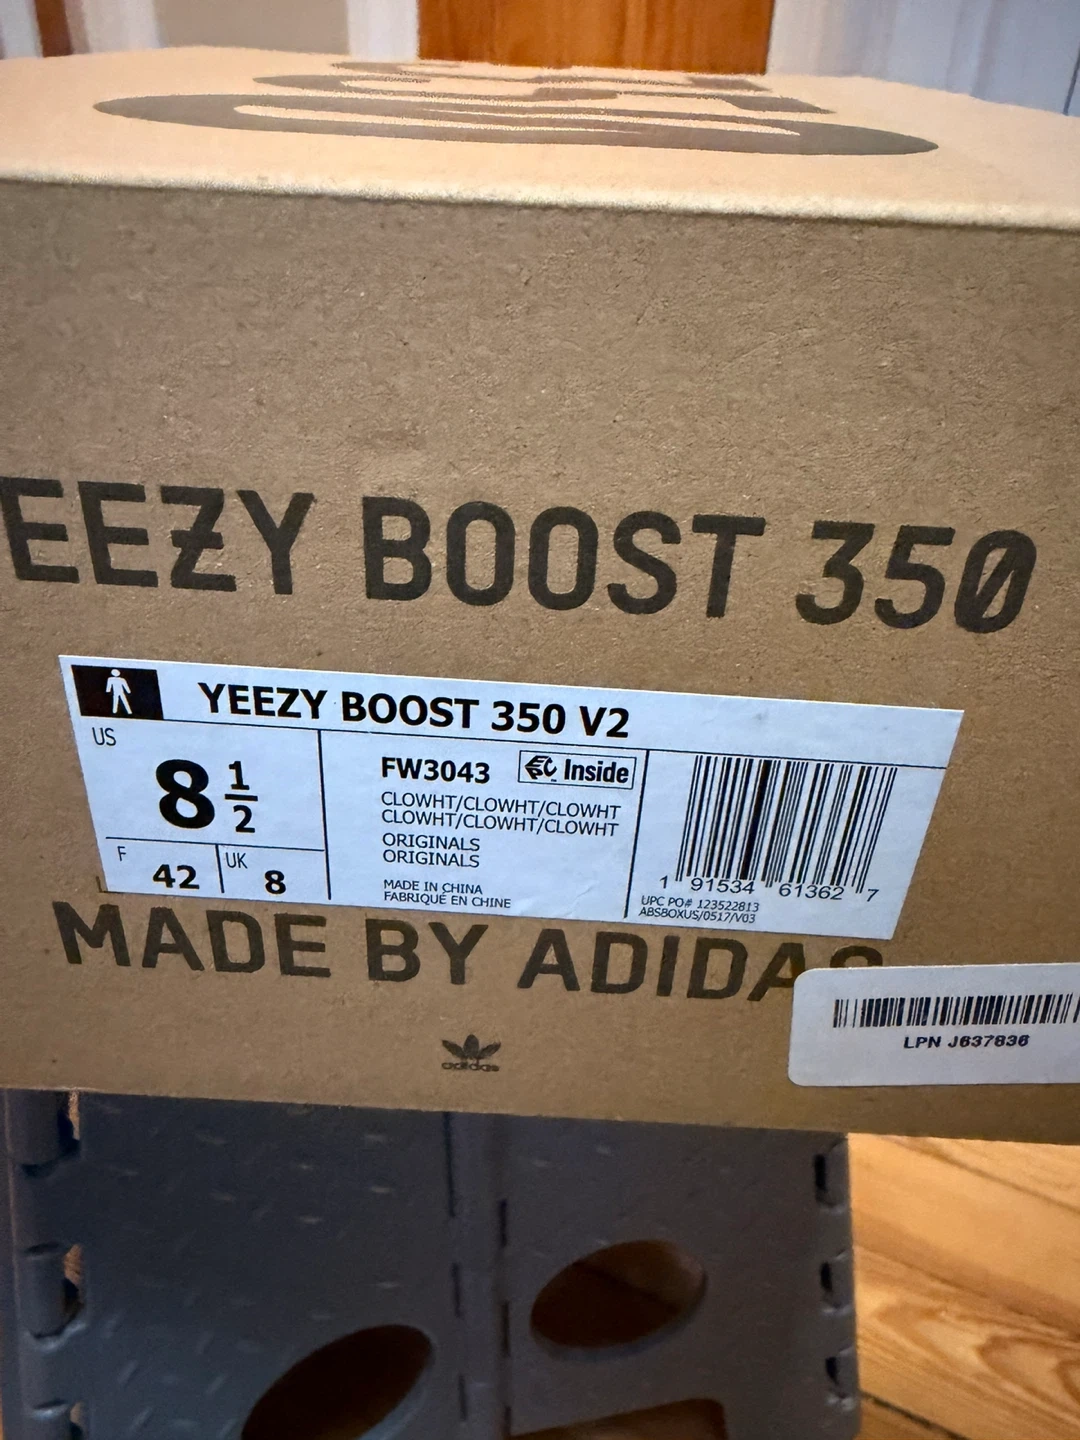 EEZY BOOST 350
YEEZY BOOST 350 V2
US
8 1/2
F
42
UK
8
FW3043
Inside
CLOWHT/CLOWHT/CLOWHT
CLOWHT/CLOWHT/CLOWHT
ORIGINALS
ORIGINALS
MADE IN CHINA
FABRIQUÉ EN CHINE
1 91534 61362 7
UPC PO# 123522813
ABSBOXUS/0517/V03
MADE BY ADIDAS
adidas
LPN J637836